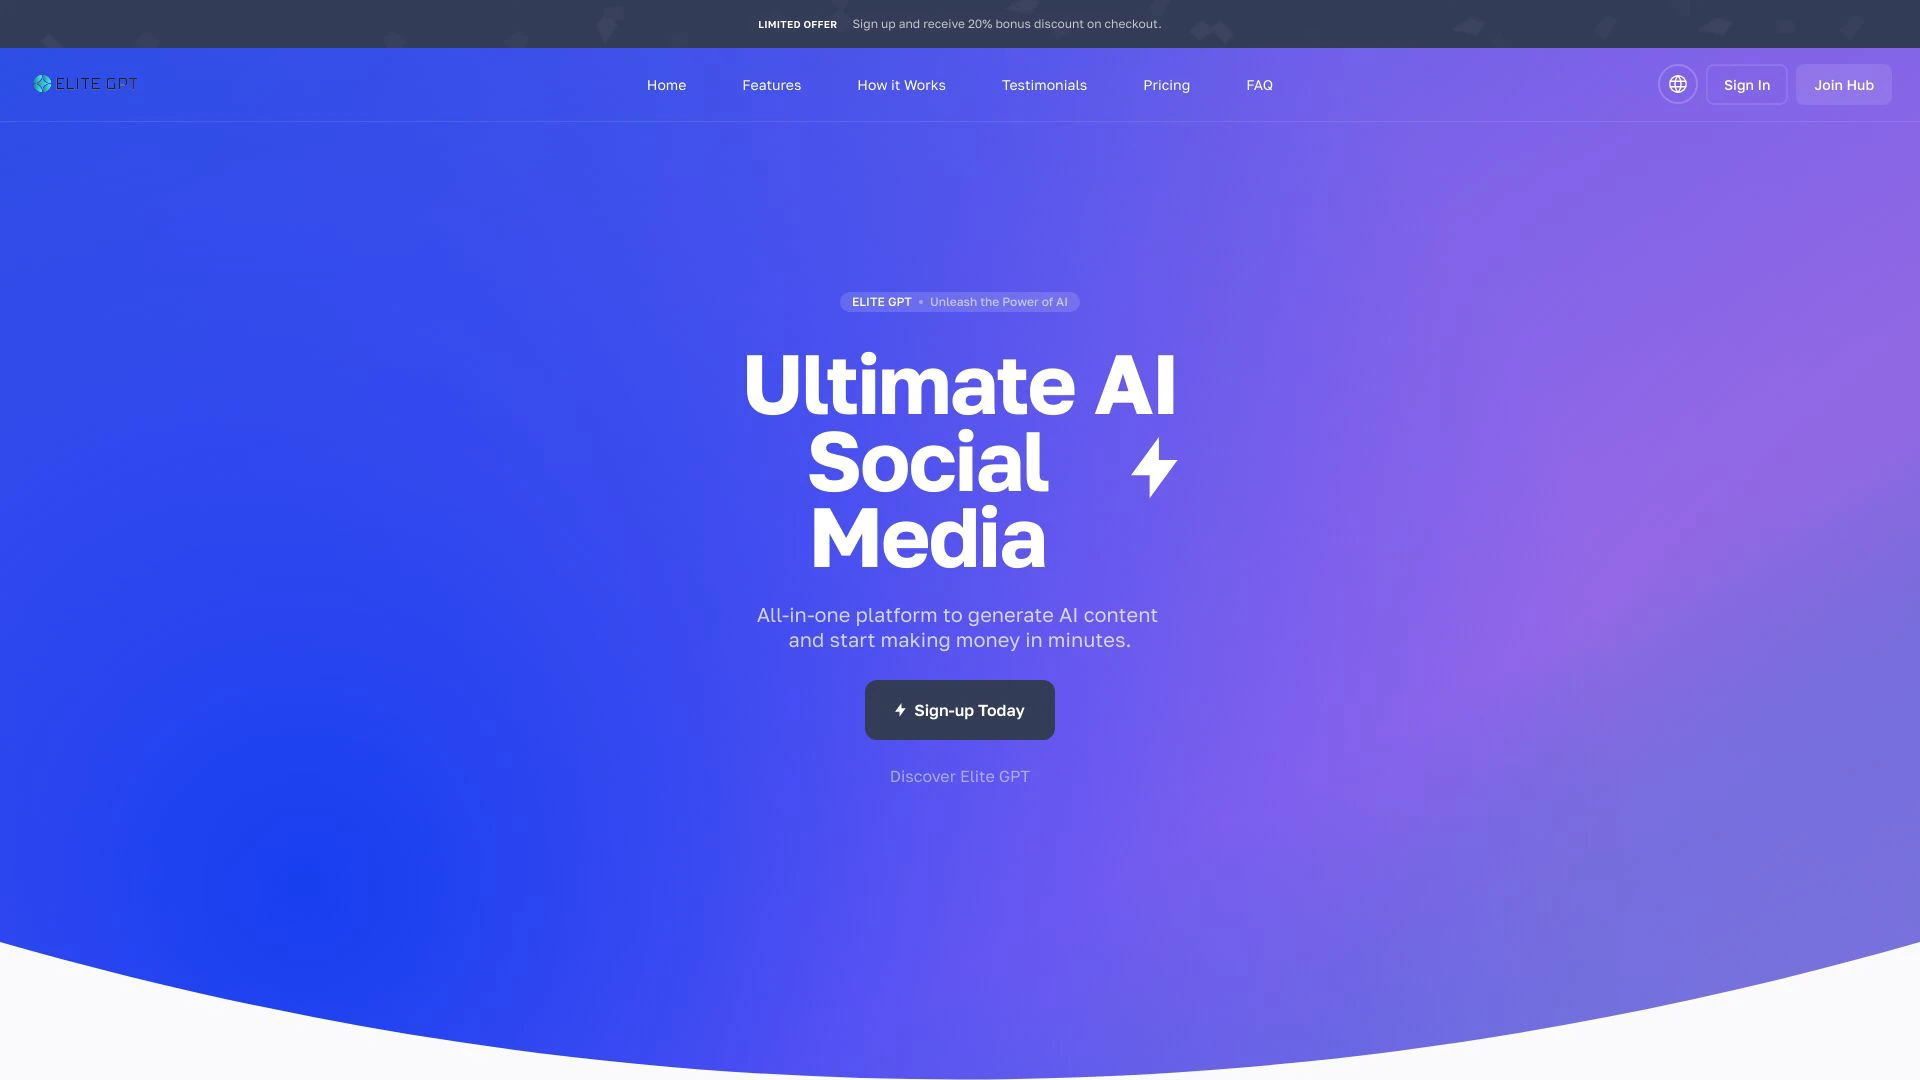 LIMITED OFFER Sign up and receive 20% bonus discount on checkout.
ELITE GPT
Home Features How it Works Testimonials Pricing FAQ
Sign In Join Hub
ELITE GPT • Unleash the Power of AI
Ultimate AI
Social
Media
All-in-one platform to generate AI content
and start making money in minutes.
Sign-up Today
Discover Elite GPT